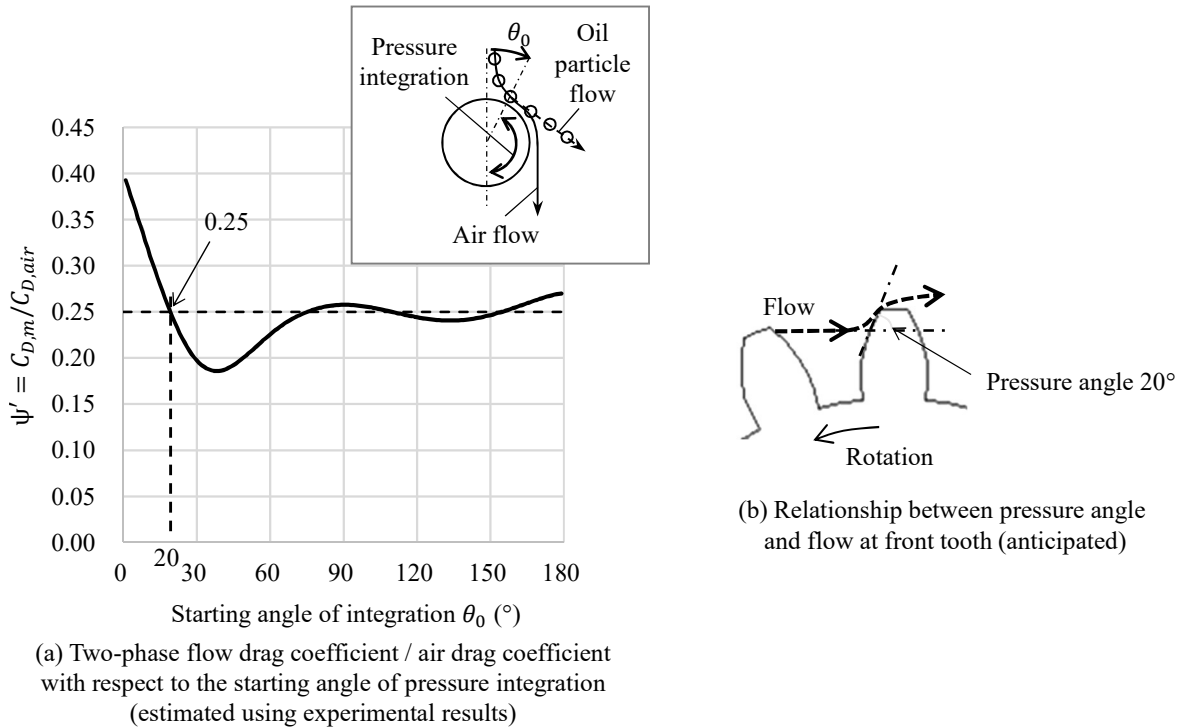 θ₀
Oil
particle
flow
Pressure
integration
Air flow
0.45
0.40
0.35
0.30
0.25
0.20
0.15
0.10
0.05
0.00
0.25
ψ′ = C_{D,m}/C_{D,air}
0
20
30
60
90
120
150
180
Starting angle of integration θ₀ (°)
(a) Two-phase flow drag coefficient / air drag coefficient
with respect to the starting angle of pressure integration
(estimated using experimental results)
Flow
Pressure angle 20°
Rotation
(b) Relationship between pressure angle
and flow at front tooth (anticipated)